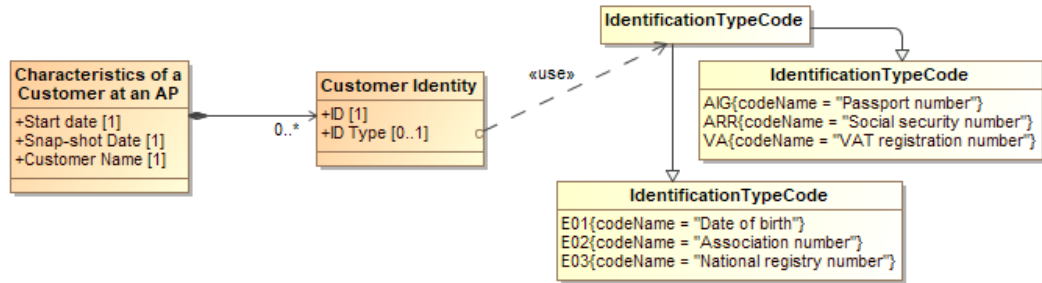 Characteristics of a
Customer at an AP
+Start date [1]
+Snap-shot Date [1]
+Customer Name [1]
0..*
Customer Identity
+ID [1]
+ID Type [0..1]
«use»
IdentificationTypeCode
IdentificationTypeCode
AIG{codeName = "Passport number"}
ARR{codeName = "Social security number"}
VA{codeName = "VAT registration number"}
IdentificationTypeCode
E01{codeName = "Date of birth"}
E02{codeName = "Association number"}
E03{codeName = "National registry number"}